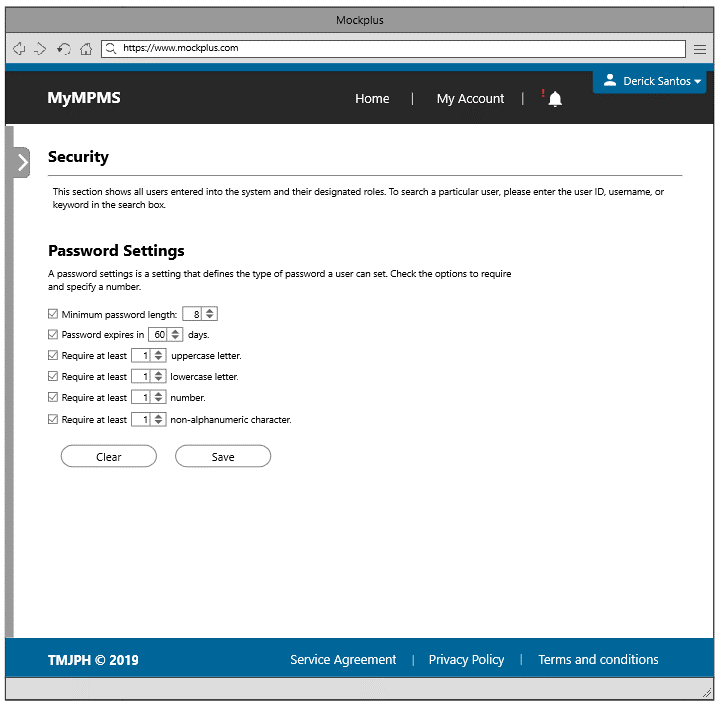 Mockplus
https://www.mockplus.com
Derick Santos
MyMPMS
Home | My Account | !
Security
This section shows all users entered into the system and their designated roles. To search a particular user, please enter the user ID, username, or
keyword in the search box.
Password Settings
A password settings is a setting that defines the type of password a user can set. Check the options to require
and specify a number.
Minimum password length: 8
Password expires in 60 days.
Require at least 1 uppercase letter.
Require at least 1 lowercase letter.
Require at least 1 number.
Require at least 1 non-alphanumeric character.
Clear Save
TMJPH © 2019 Service Agreement | Privacy Policy | Terms and conditions